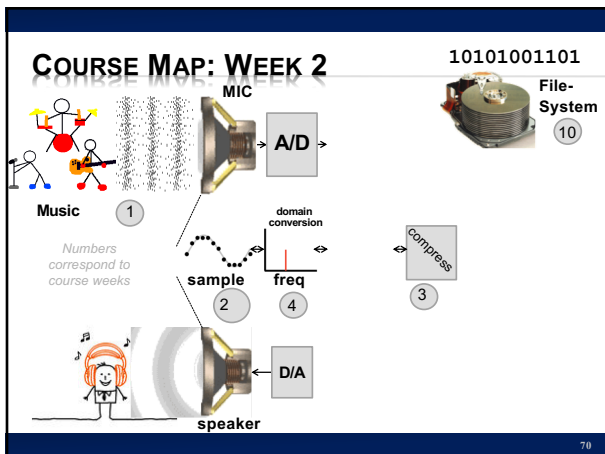 COURSE MAP: WEEK 2
10101001101
MIC
File-
System
10
A/D
Music
1
Numbers
correspond to
course weeks
domain
conversion
sample
freq
2
4
compress
3
D/A
speaker
70